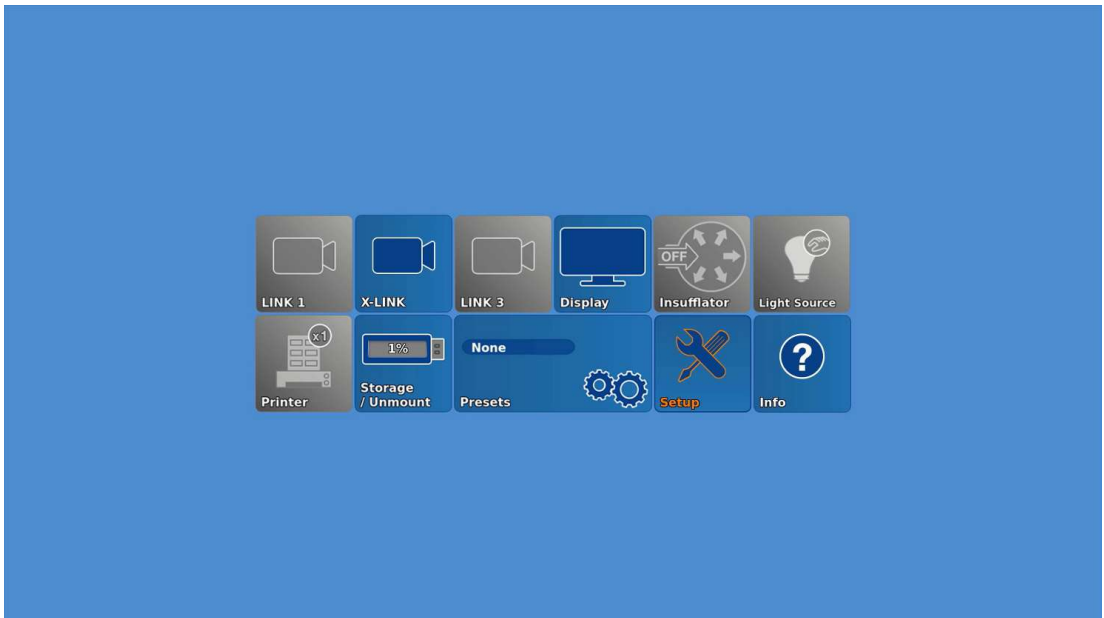 LINK 1
X-LINK
LINK 3
Display
OFF
Insufflator
Light Source
x1
Printer
1%
Storage
/ Unmount
None
Presets
Setup
?
Info